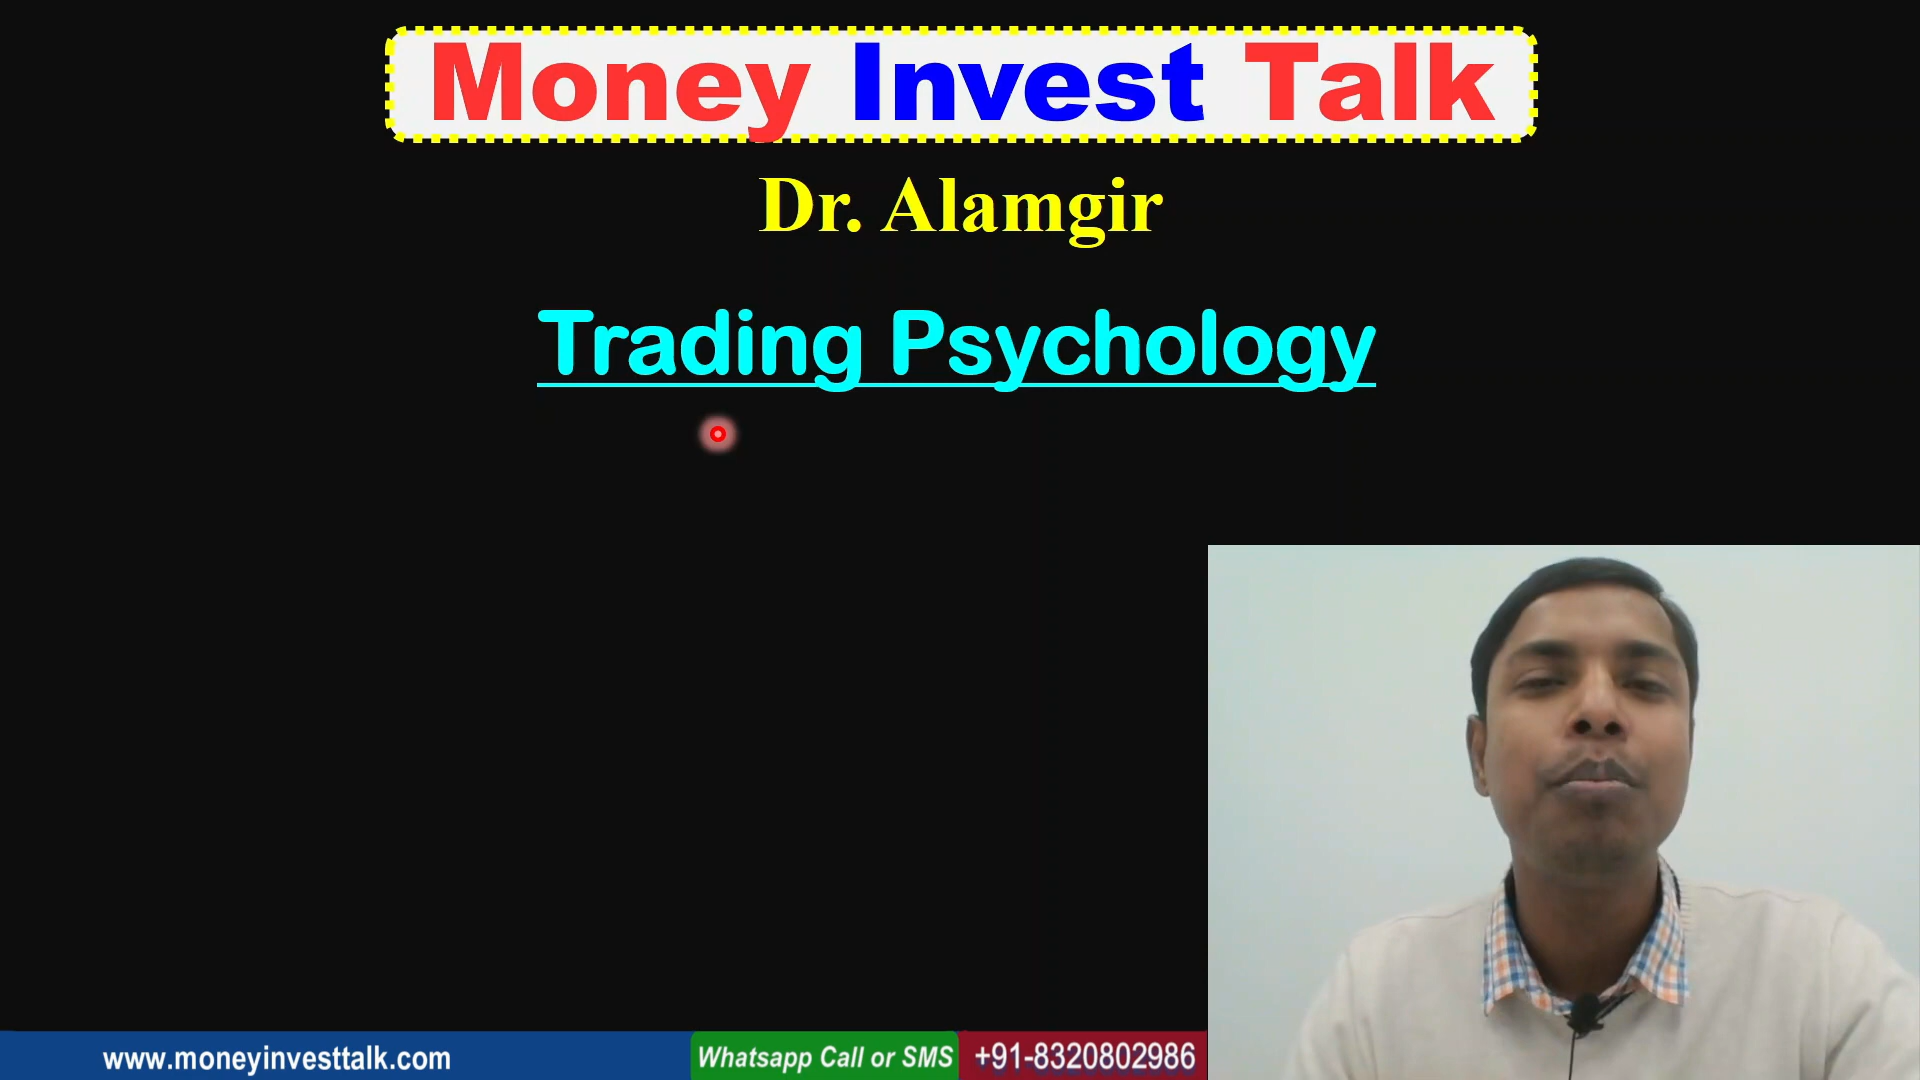 Money Invest Talk
Dr. Alamgir
Trading Psychology
www.moneyinvesttalk.com Whatsapp Call or SMS +91-8320802986